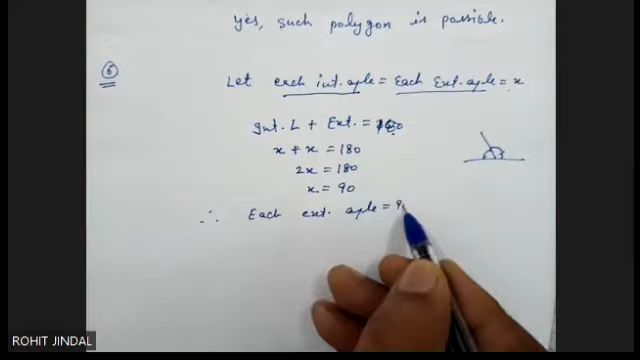 yes, such polygon is possible.
6
Let each int. angle = Each Ext. angle = x
Int. L + Ext. = 180
x + x = 180
2x = 180
x = 90
∴ Each ext. angle = 9
ROHIT JINDAL